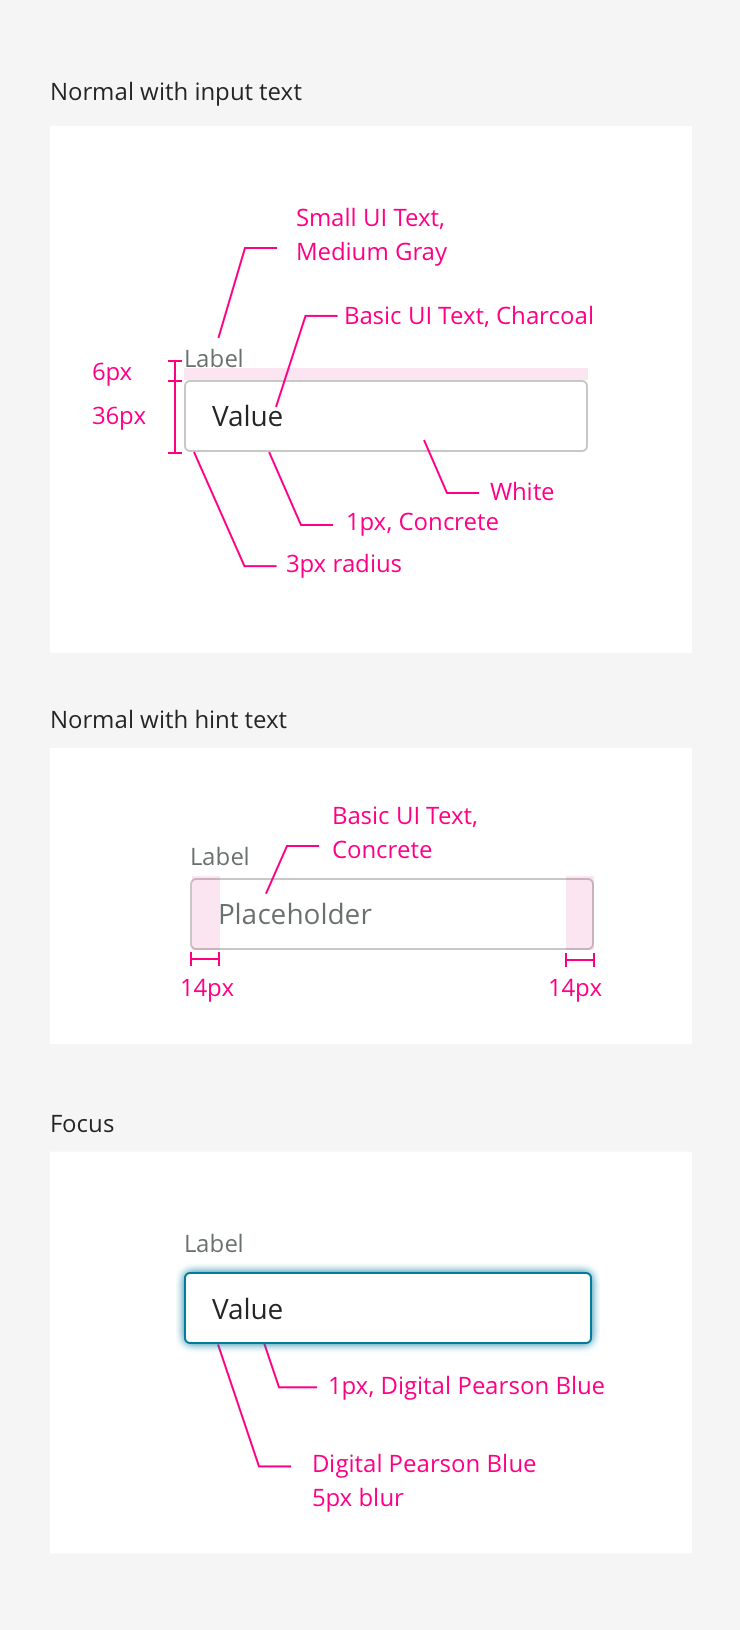 Normal with input text
Small UI Text,
Medium Gray
Basic UI Text, Charcoal
Label
6px
36px
Value
White
1px, Concrete
3px radius
Normal with hint text
Basic UI Text,
Concrete
Label
Placeholder
14px
14px
Focus
Label
Value
1px, Digital Pearson Blue
Digital Pearson Blue
5px blur